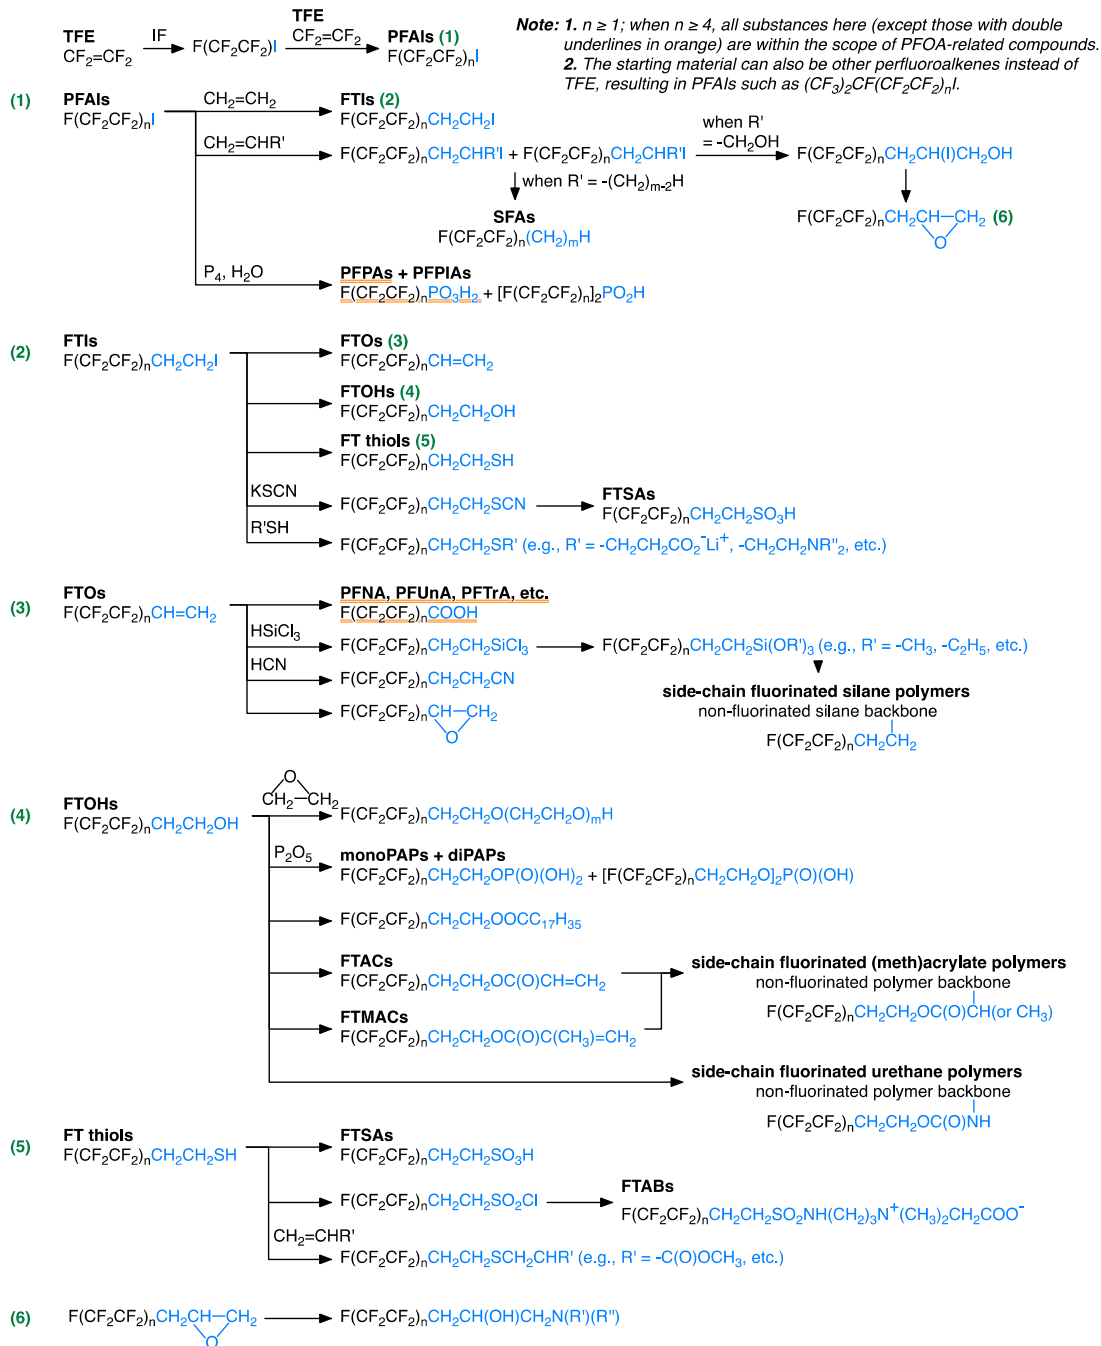 TFE
CF₂=CF₂
IF
F(CF₂CF₂)I
TFE
CF₂=CF₂
PFAIs (1)
F(CF₂CF₂)ₙI
Note: 1. n ≥ 1; when n ≥ 4, all substances here (except those with double
underlines in orange) are within the scope of PFOA-related compounds.
2. The starting material can also be other perfluoroalkenes instead of
TFE, resulting in PFAIs such as (CF₃)₂CF(CF₂CF₂)ₙI.
(1)
PFAIs
F(CF₂CF₂)ₙI
CH₂=CH₂
FTIs (2)
F(CF₂CF₂)ₙCH₂CH₂I
CH₂=CHR'
F(CF₂CF₂)ₙCH₂CHR'I + F(CF₂CF₂)ₙCH₂CHR'I
when R'
= -CH₂OH
F(CF₂CF₂)ₙCH₂CH(I)CH₂OH
when R' = -(CH₂)ₘ₋₂H
SFAs
F(CF₂CF₂)ₙ(CH₂)ₘH
F(CF₂CF₂)ₙCH₂CH–CH₂ (6)
O
P₄, H₂O
PFPAs + PFPIAs
F(CF₂CF₂)ₙPO₃H₂ + [F(CF₂CF₂)ₙ]₂PO₂H
(2)
FTIs
F(CF₂CF₂)ₙCH₂CH₂I
FTOs (3)
F(CF₂CF₂)ₙCH=CH₂
FTOHs (4)
F(CF₂CF₂)ₙCH₂CH₂OH
FT thiols (5)
F(CF₂CF₂)ₙCH₂CH₂SH
KSCN
F(CF₂CF₂)ₙCH₂CH₂SCN
FTSAs
F(CF₂CF₂)ₙCH₂CH₂SO₃H
R'SH
F(CF₂CF₂)ₙCH₂CH₂SR' (e.g., R' = -CH₂CH₂CO₂⁻Li⁺, -CH₂CH₂NR"₂, etc.)
(3)
FTOs
F(CF₂CF₂)ₙCH=CH₂
PFNA, PFUnA, PFTrA, etc.
F(CF₂CF₂)ₙCOOH
HSiCl₃
F(CF₂CF₂)ₙCH₂CH₂SiCl₃
F(CF₂CF₂)ₙCH₂CH₂Si(OR')₃ (e.g., R' = -CH₃, -C₂H₅, etc.)
HCN
F(CF₂CF₂)ₙCH₂CH₂CN
side-chain fluorinated silane polymers
non-fluorinated silane backbone
F(CF₂CF₂)ₙCH₂CH₂
F(CF₂CF₂)ₙCH–CH₂
O
(4)
FTOHs
F(CF₂CF₂)ₙCH₂CH₂OH
O
CH₂–CH₂
F(CF₂CF₂)ₙCH₂CH₂O(CH₂CH₂O)ₘH
P₂O₅
monoPAPs + diPAPs
F(CF₂CF₂)ₙCH₂CH₂OP(O)(OH)₂ + [F(CF₂CF₂)ₙCH₂CH₂O]₂P(O)(OH)
F(CF₂CF₂)ₙCH₂CH₂OOCC₁₇H₃₅
FTACs
F(CF₂CF₂)ₙCH₂CH₂OC(O)CH=CH₂
FTMACs
F(CF₂CF₂)ₙCH₂CH₂OC(O)C(CH₃)=CH₂
side-chain fluorinated (meth)acrylate polymers
non-fluorinated polymer backbone
F(CF₂CF₂)ₙCH₂CH₂OC(O)CH(or CH₃)
side-chain fluorinated urethane polymers
non-fluorinated polymer backbone
F(CF₂CF₂)ₙCH₂CH₂OC(O)NH
(5)
FT thiols
F(CF₂CF₂)ₙCH₂CH₂SH
FTSAs
F(CF₂CF₂)ₙCH₂CH₂SO₃H
F(CF₂CF₂)ₙCH₂CH₂SO₂Cl
FTABs
F(CF₂CF₂)ₙCH₂CH₂SO₂NH(CH₂)₃N⁺(CH₃)₂CH₂COO⁻
CH₂=CHR'
F(CF₂CF₂)ₙCH₂CH₂SCH₂CHR' (e.g., R' = -C(O)OCH₃, etc.)
(6)
F(CF₂CF₂)ₙCH₂CH–CH₂
O
F(CF₂CF₂)ₙCH₂CH(OH)CH₂N(R')(R")